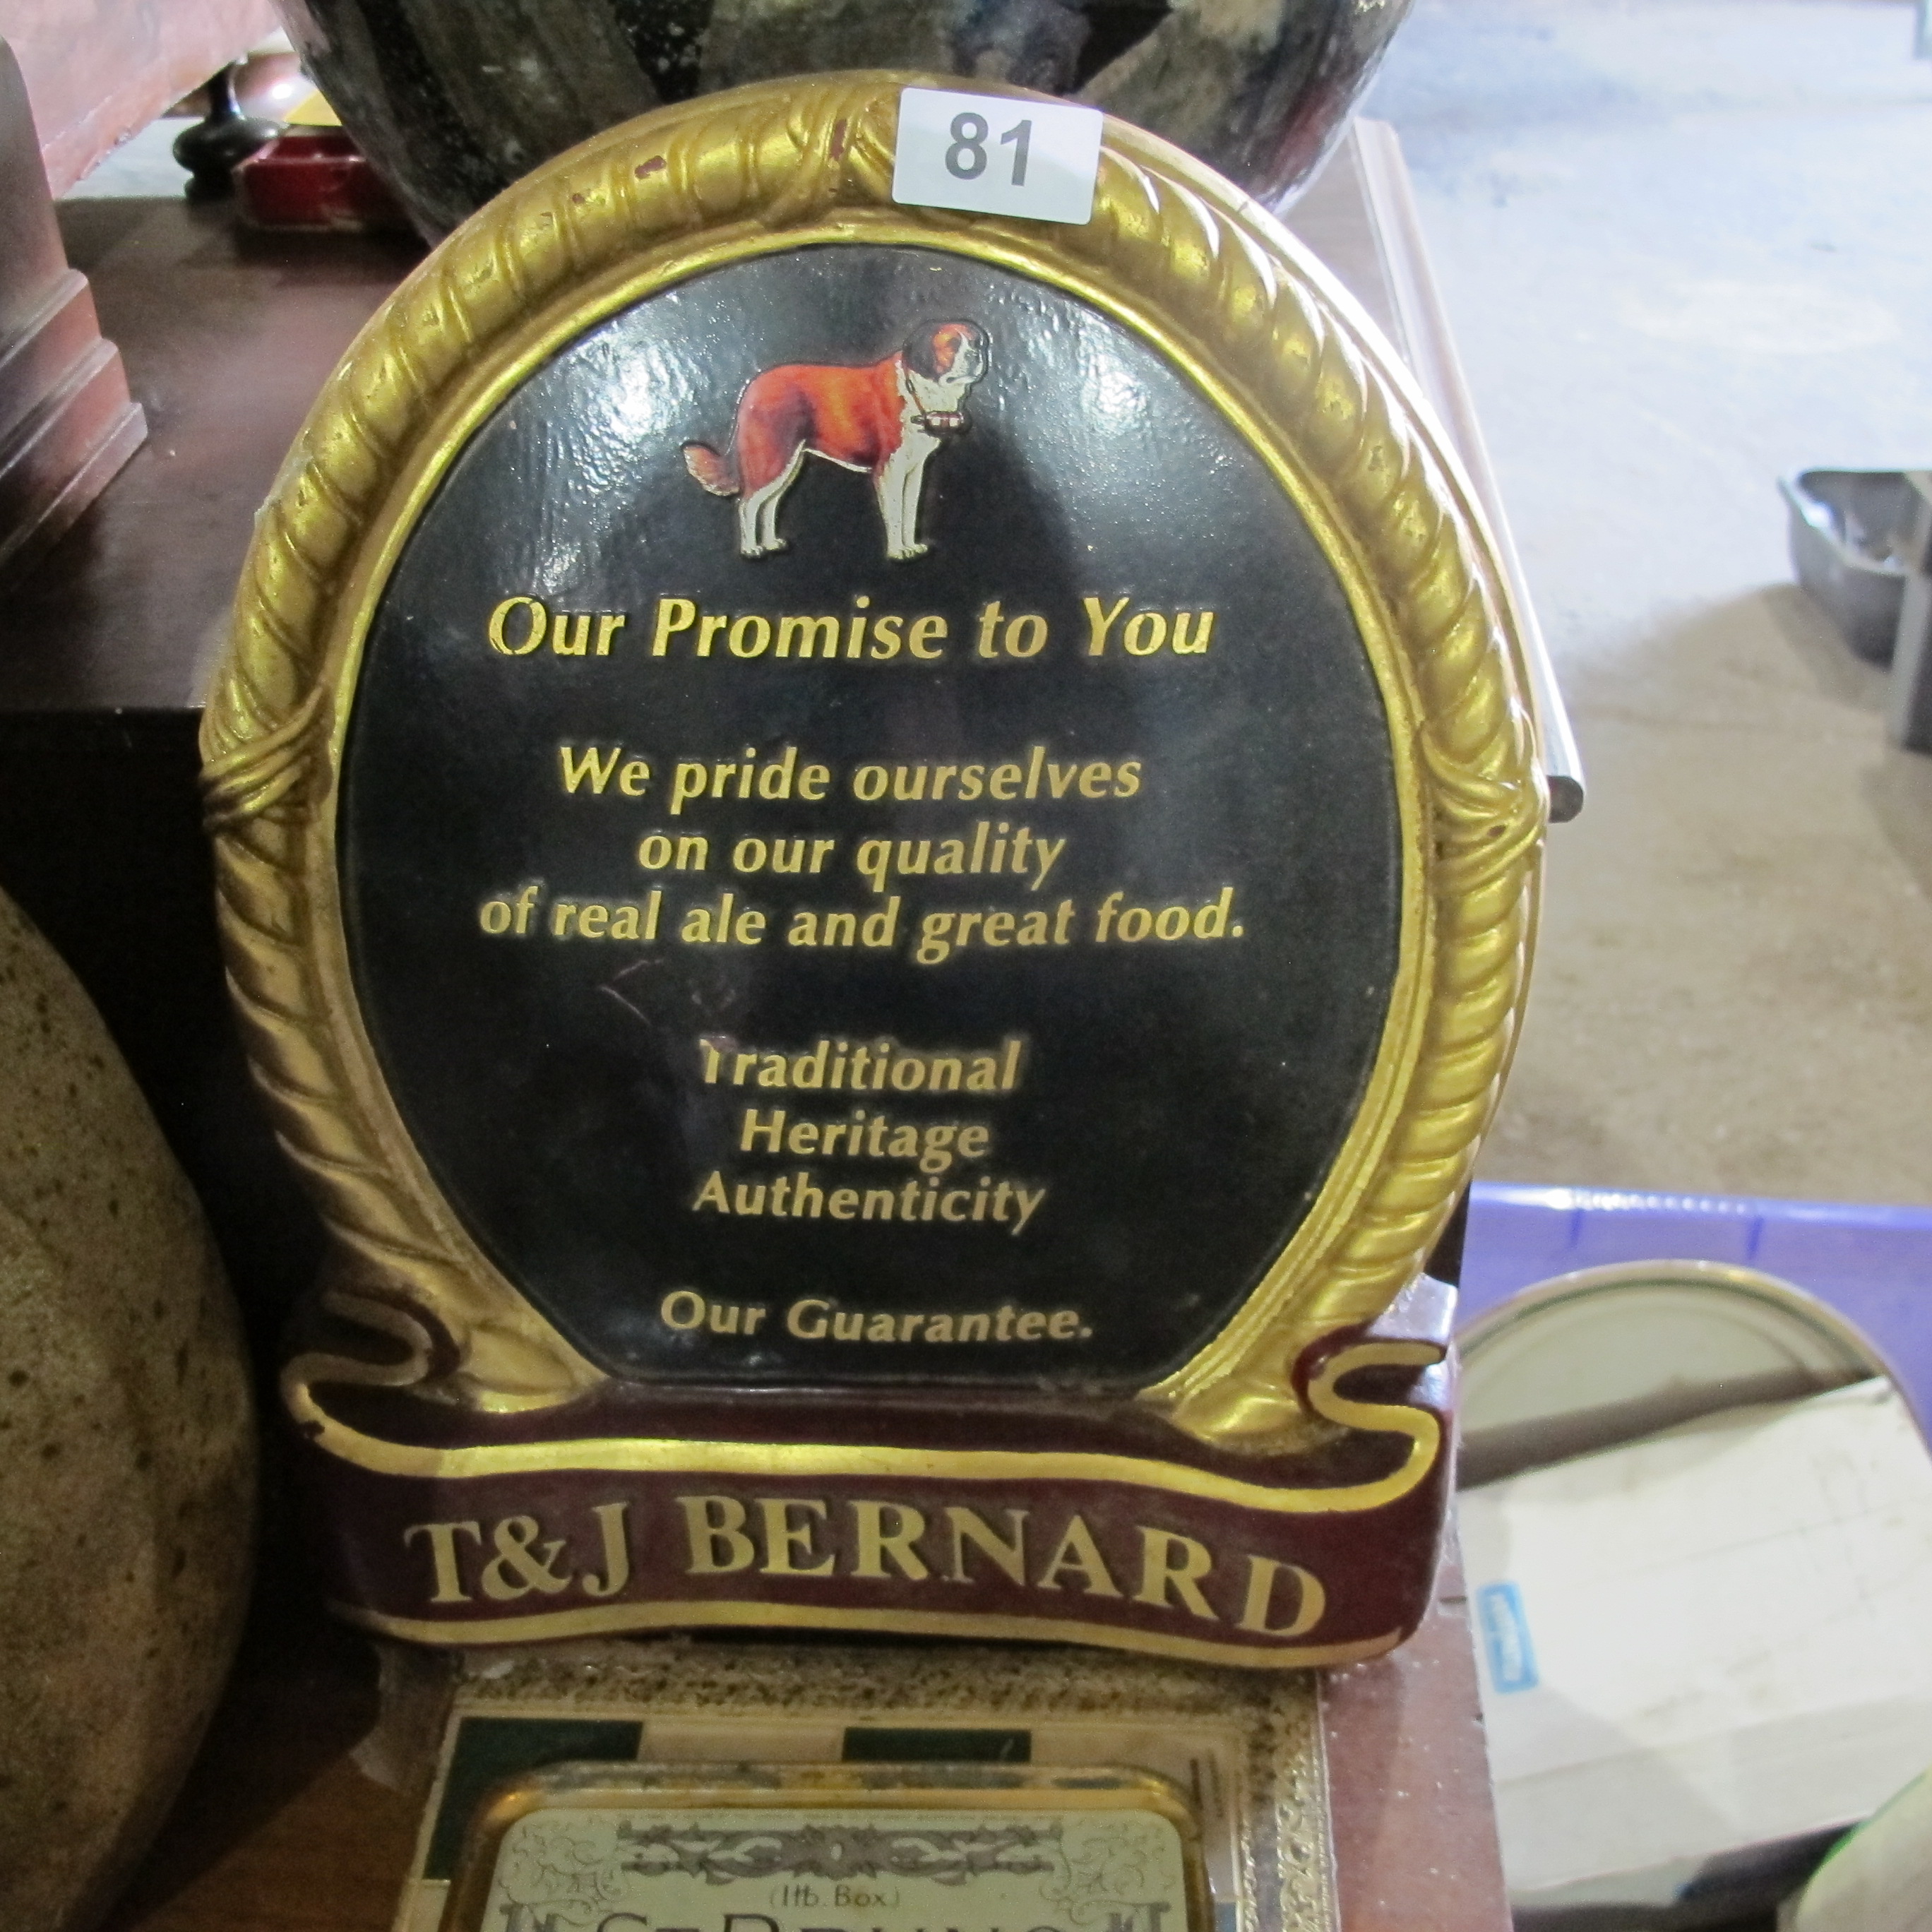 81
Our Promise to You
We pride ourselves
on our quality
of real ale and great food.
Traditional
Heritage
Authenticity
Our Guarantee.
T&J BERNARD
(1lb. Box)